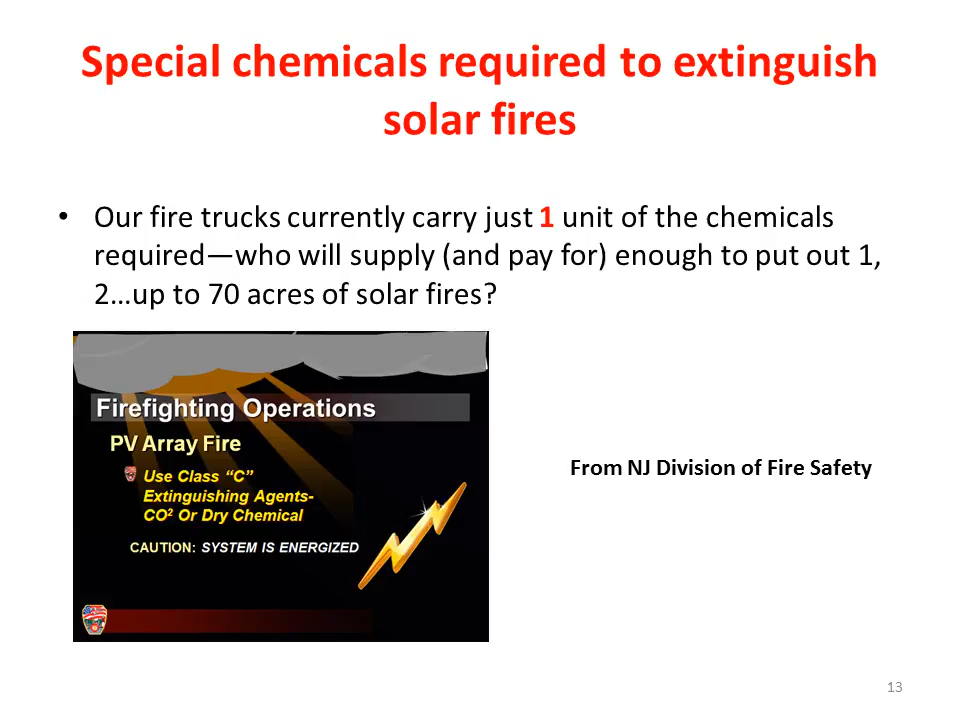 Special chemicals required to extinguish
solar fires
• Our fire trucks currently carry just 1 unit of the chemicals
required—who will supply (and pay for) enough to put out 1,
2…up to 70 acres of solar fires?
Firefighting Operations
PV Array Fire
Use Class “C”
Extinguishing Agents-
CO² Or Dry Chemical
CAUTION: SYSTEM IS ENERGIZED
From NJ Division of Fire Safety
13